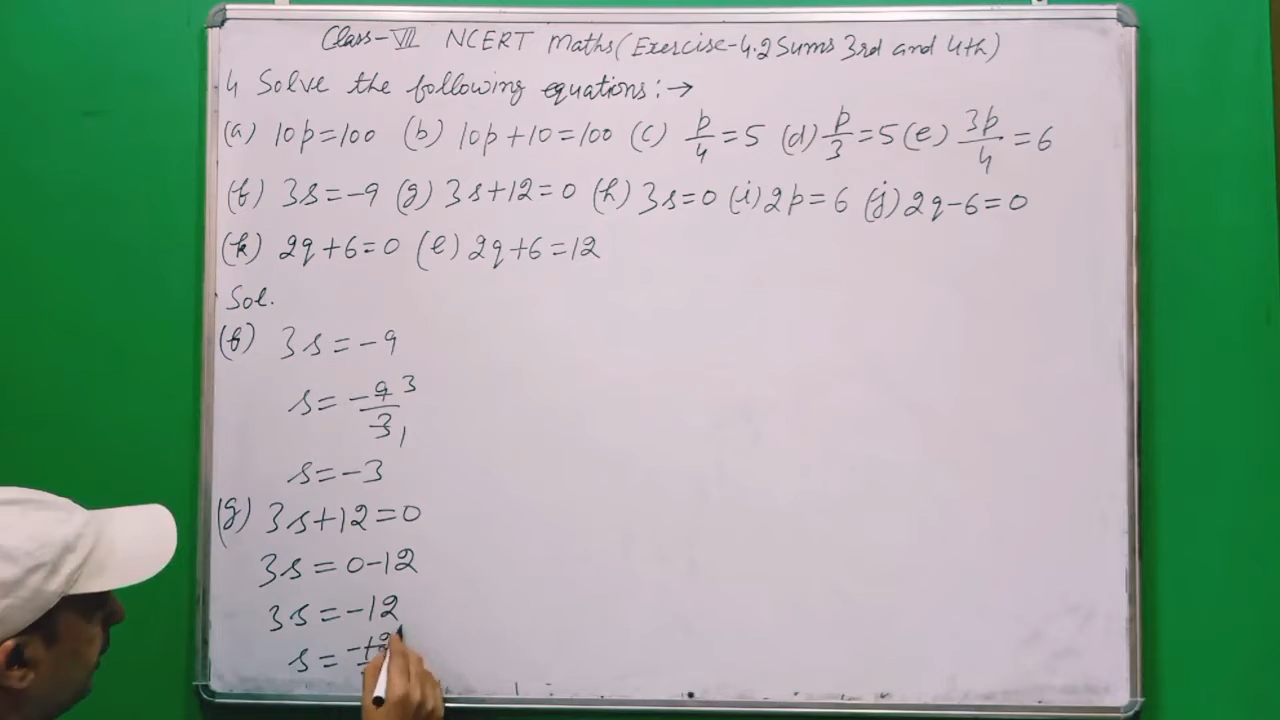 Class-VII NCERT Maths (Exercise-4.2 Sums 3rd and 4th)
4 Solve the following equations:→
(a) 10p=100 (b) 10p+10=100 (c) p/4=5 (d) p/3=5 (e) 3p/4=6
(f) 3s=-9 (g) 3s+12=0 (h) 3s=0 (i) 2p=6 (j) 2q-6=0
(k) 2q+6=0 (l) 2q+6=12
Sol.
(f) 3s=-9
s=-9/3 3 1
s=-3
(g) 3s+12=0
3s=0-12
3s=-12
s=-12